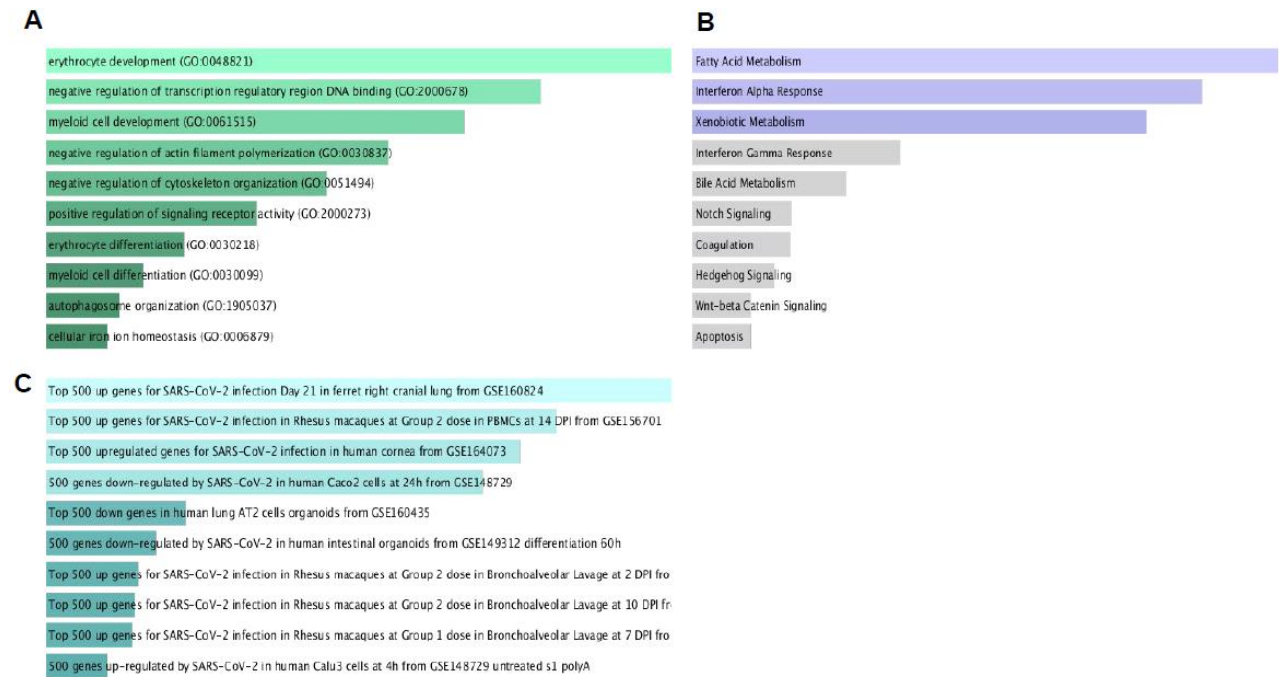 A
erythrocyte development (GO:0048821)
negative regulation of transcription regulatory region DNA binding (GO:2000678)
myeloid cell development (GO:0061515)
negative regulation of actin filament polymerization (GO:0030837)
negative regulation of cytoskeleton organization (GO:0051494)
positive regulation of signaling receptor activity (GO:2000273)
erythrocyte differentiation (GO:0030218)
myeloid cell differentiation (GO:0030099)
autophagosome organization (GO:1905037)
cellular iron ion homeostasis (GO:0006879)
B
Fatty Acid Metabolism
Interferon Alpha Response
Xenobiotic Metabolism
Interferon Gamma Response
Bile Acid Metabolism
Notch Signaling
Coagulation
Hedgehog Signaling
Wnt-beta Catenin Signaling
Apoptosis
C
Top 500 up genes for SARS-CoV-2 infection Day 21 in ferret right cranial lung from GSE160824
Top 500 up genes for SARS-CoV-2 infection in Rhesus macaques at Group 2 dose in PBMCs at 14 DPI from GSE156701
Top 500 upregulated genes for SARS-CoV-2 infection in human cornea from GSE164073
500 genes down-regulated by SARS-CoV-2 in human Caco2 cells at 24h from GSE148729
Top 500 down genes in human lung AT2 cells organoids from GSE160435
500 genes down-regulated by SARS-CoV-2 in human intestinal organoids from GSE149312 differentiation 60h
Top 500 up genes for SARS-CoV-2 infection in Rhesus macaques at Group 2 dose in Bronchoalveolar Lavage at 2 DPI fro
Top 500 up genes for SARS-CoV-2 infection in Rhesus macaques at Group 2 dose in Bronchoalveolar Lavage at 10 DPI fr
Top 500 up genes for SARS-CoV-2 infection in Rhesus macaques at Group 1 dose in Bronchoalveolar Lavage at 7 DPI fro
500 genes up-regulated by SARS-CoV-2 in human Calu3 cells at 4h from GSE148729 untreated s1 polyA